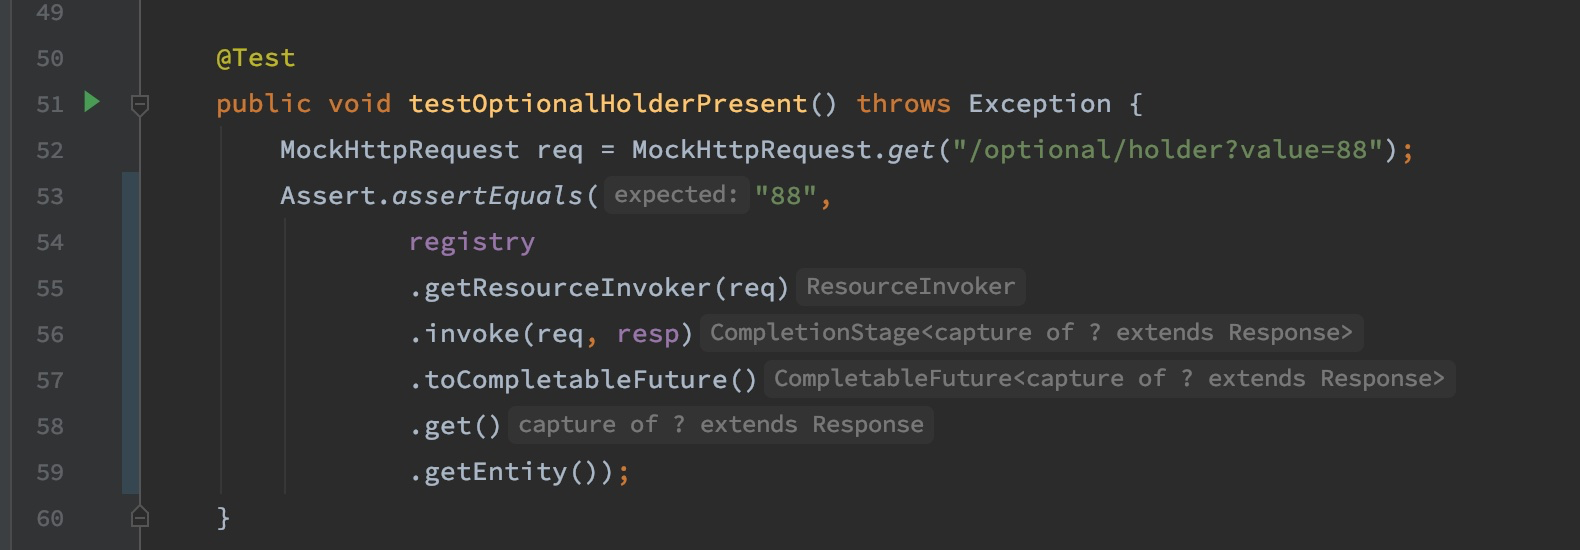 49
50 @Test
51 public void testOptionalHolderPresent() throws Exception {
52 MockHttpRequest req = MockHttpRequest.get("/optional/holder?value=88");
53 Assert.assertEquals( expected: "88",
54 registry
55 .getResourceInvoker(req) ResourceInvoker
56 .invoke(req, resp) CompletionStage<capture of ? extends Response>
57 .toCompletableFuture() CompletableFuture<capture of ? extends Response>
58 .get() capture of ? extends Response
59 .getEntity());
60 }